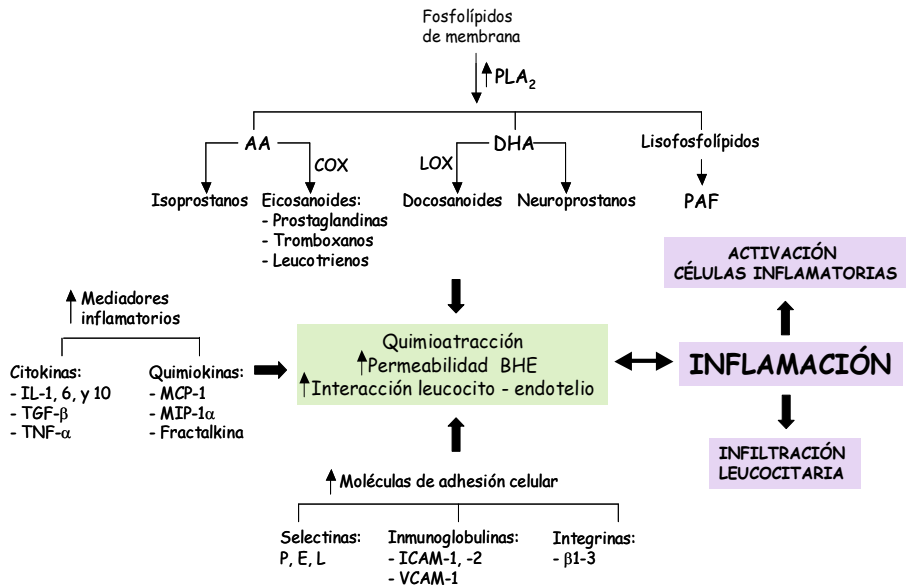 Fosfolípidos
de membrana
PLA2
AA
DHA
Lisofosfolípidos
COX
LOX
Isoprostanos
Eicosanoides:
- Prostaglandinas
- Tromboxanos
- Leucotrienos
Docosanoides
Neuroprostanos
PAF
ACTIVACIÓN
CÉLULAS INFLAMATORIAS
Mediadores
inflamatorios
Citokinas:
- IL-1, 6, y 10
- TGF-β
- TNF-α
Quimiokinas:
- MCP-1
- MIP-1α
- Fractalkina
Quimioatracción
Permeabilidad BHE
Interacción leucocito - endotelio
INFLAMACIÓN
INFILTRACIÓN
LEUCOCITARIA
Moléculas de adhesión celular
Selectinas:
P, E, L
Inmunoglobulinas:
- ICAM-1, -2
- VCAM-1
Integrinas:
- β1-3